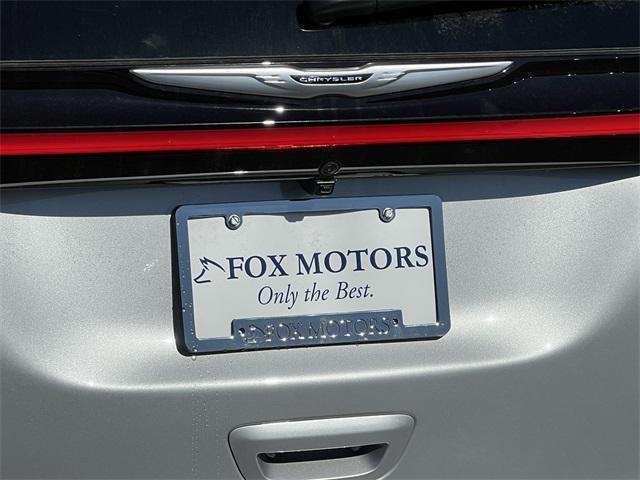 CHRYSLER
FOX MOTORS
Only the Best.
FOX MOTORS